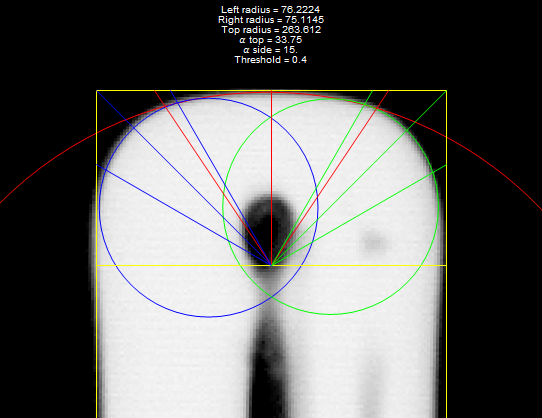 Left radius = 76.2224
Right radius = 75.1145
Top radius = 263.612
α top = 33.75
α side = 15.
Threshold = 0.4